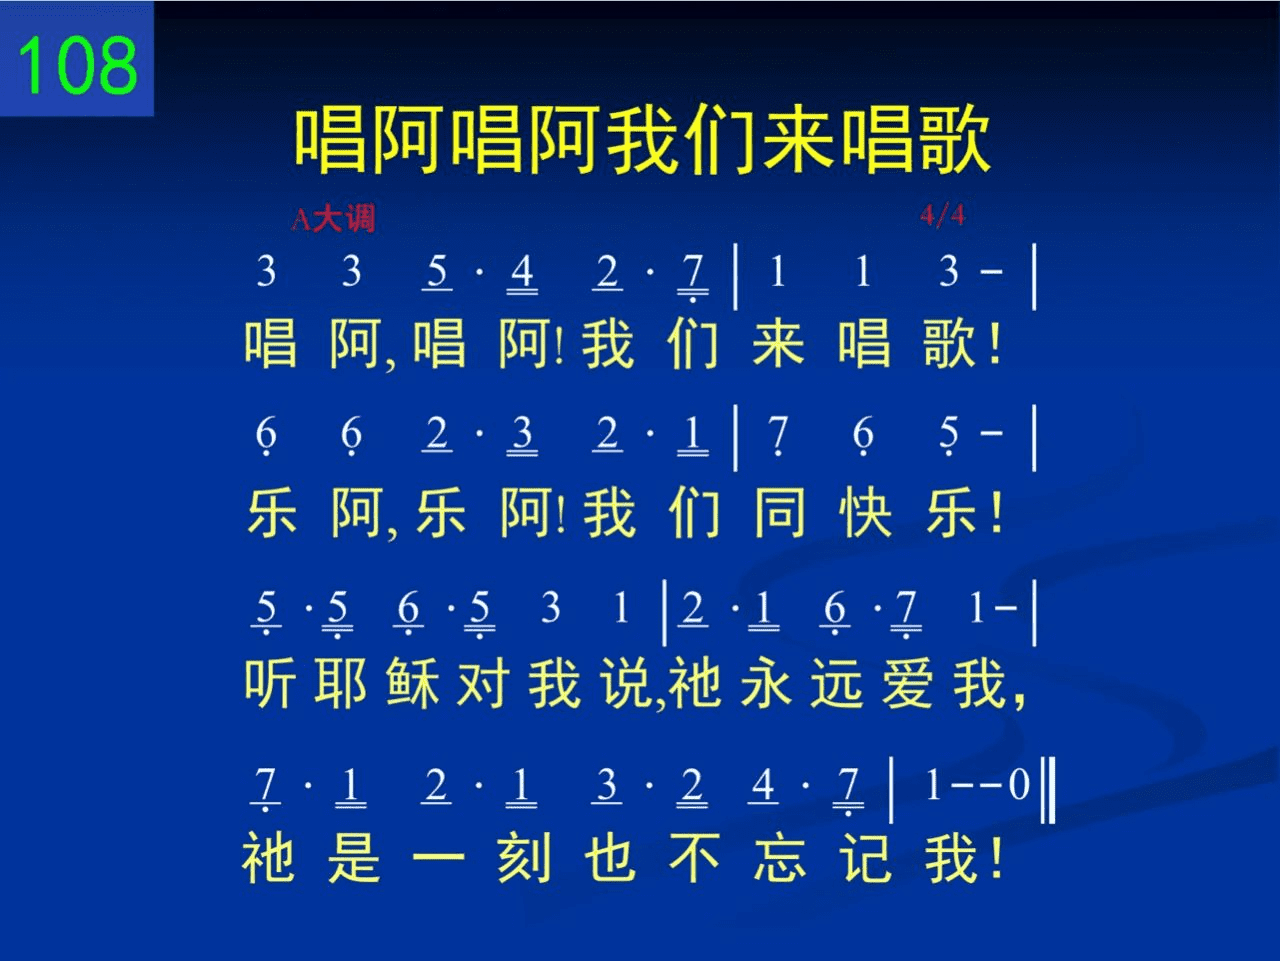 108
唱阿唱阿我们来唱歌
A大调 4/4
3 3 5 · 4 2 · 7 | 1 1 3 - |
唱 阿, 唱 阿! 我 们 来 唱 歌!
6 6 2 · 3 2 · 1 | 7 6 5 - |
乐 阿, 乐 阿! 我 们 同 快 乐!
5 · 5 6 · 5 3 1 | 2 · 1 6 · 7 1 - |
听 耶 稣 对 我 说, 祂 永 远 爱 我,
7 · 1 2 · 1 3 · 2 4 · 7 | 1 - - 0 ‖
祂 是 一 刻 也 不 忘 记 我!